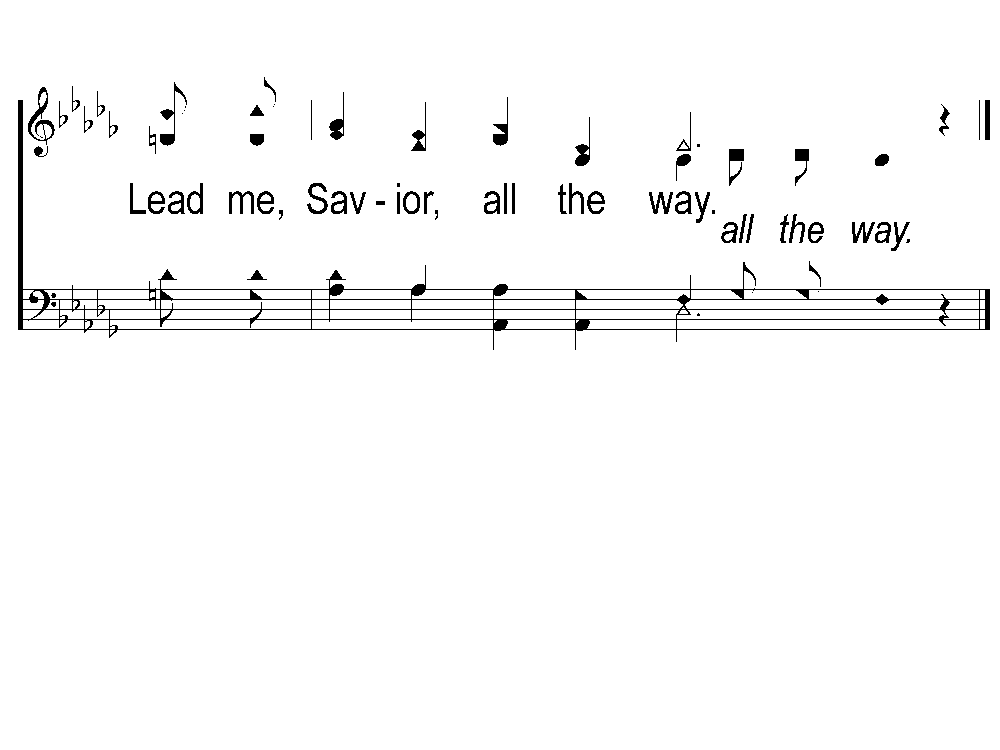 Lead me, Sav - ior, all the way.
all the way.